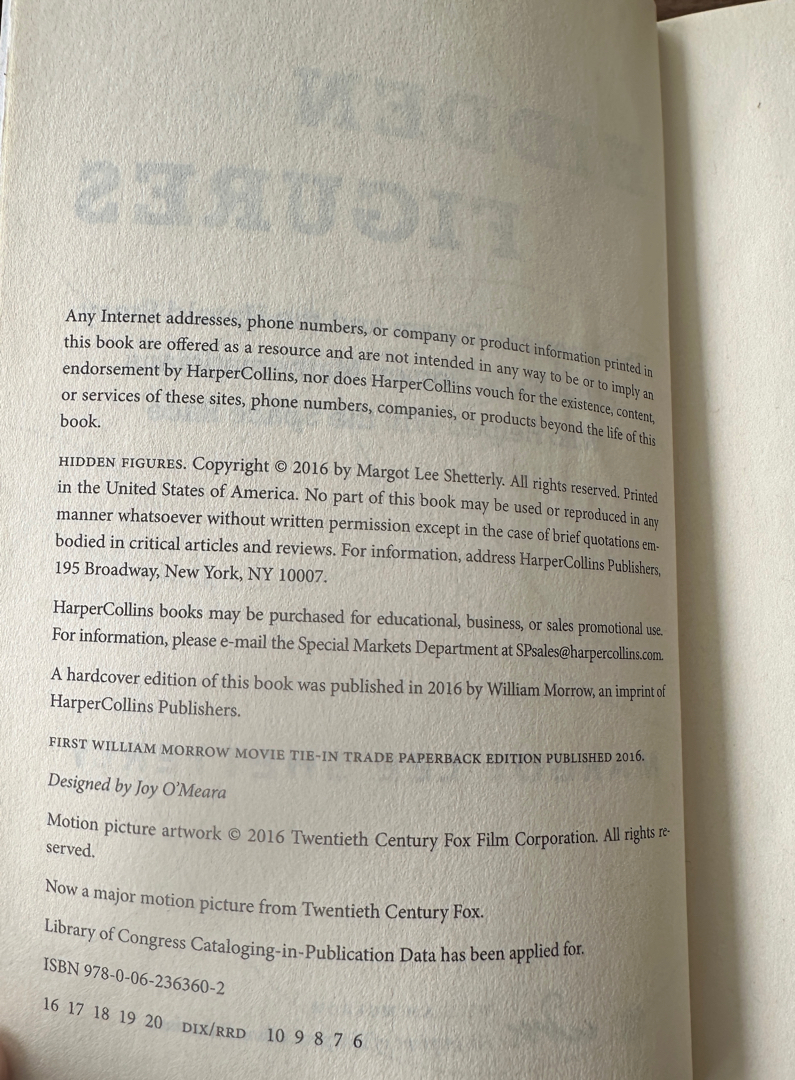 Any Internet addresses, phone numbers, or company or product information printed in
this book are offered as a resource and are not intended in any way to be or to imply an
endorsement by HarperCollins, nor does HarperCollins vouch for the existence, content,
or services of these sites, phone numbers, companies, or products beyond the life of this
book.
HIDDEN FIGURES. Copyright © 2016 by Margot Lee Shetterly. All rights reserved. Printed
in the United States of America. No part of this book may be used or reproduced in any
manner whatsoever without written permission except in the case of brief quotations em-
bodied in critical articles and reviews. For information, address HarperCollins Publishers,
195 Broadway, New York, NY 10007.
HarperCollins books may be purchased for educational, business, or sales promotional use.
For information, please e-mail the Special Markets Department at SPsales@harpercollins.com.
A hardcover edition of this book was published in 2016 by William Morrow, an imprint of
HarperCollins Publishers.
FIRST WILLIAM MORROW MOVIE TIE-IN TRADE PAPERBACK EDITION PUBLISHED 2016.
Designed by Joy O'Meara
Motion picture artwork © 2016 Twentieth Century Fox Film Corporation. All rights re-
served.
Now a major motion picture from Twentieth Century Fox.
Library of Congress Cataloging-in-Publication Data has been applied for.
ISBN 978-0-06-236360-2
16 17 18 19 20 DIX/RRD 10 9 8 7 6